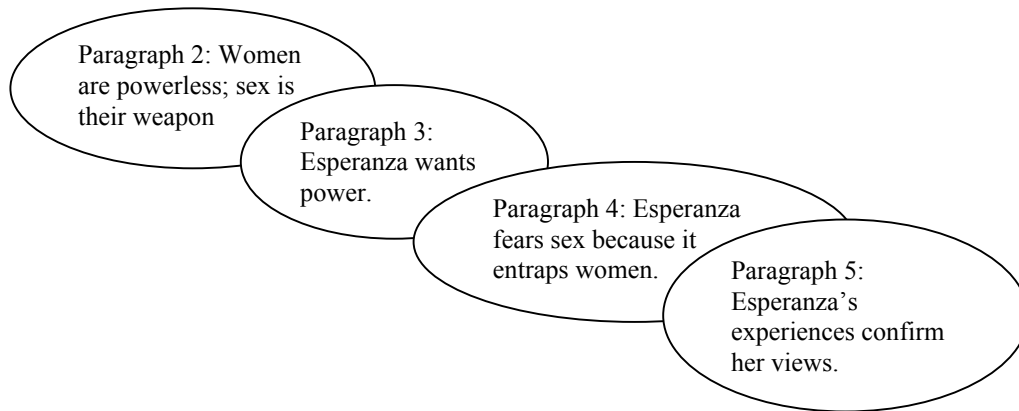 Paragraph 2: Women
are powerless; sex is
their weapon
Paragraph 3:
Esperanza wants
power.
Paragraph 4: Esperanza
fears sex because it
entraps women.
Paragraph 5:
Esperanza’s
experiences confirm
her views.